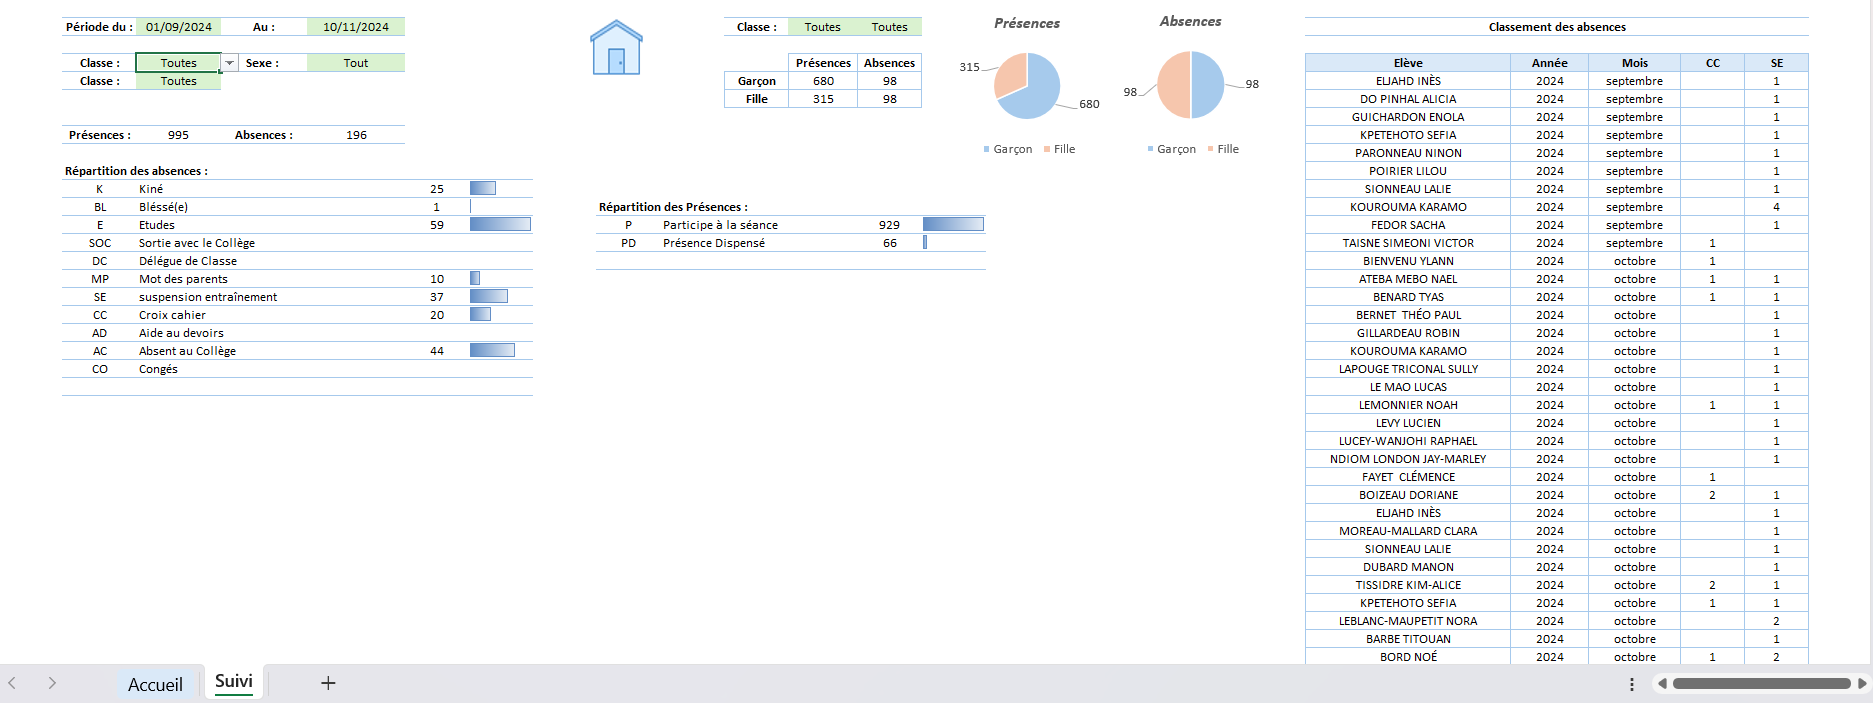 Période du : 01/09/2024 Au : 10/11/2024
Classe : Toutes Sexe : Tout
Classe : Toutes
Présences : 995 Absences : 196
Répartition des absences :
K Kiné 25
BL Bléssé(e) 1
E Etudes 59
SOC Sortie avec le Collège
DC Délégue de Classe
MP Mot des parents 10
SE suspension entraînement 37
CC Croix cahier 20
AD Aide au devoirs
AC Absent au Collège 44
CO Congés
Classe : Toutes Toutes
Présences Absences
Garçon 680 98
Fille 315 98
Répartition des Présences :
P Participe à la séance 929
PD Présence Dispensé 66
Présences
315
680
Garçon Fille
Absences
98
98
Garçon Fille
Classement des absences
Elève Année Mois CC SE
ELJAHD INÈS 2024 septembre 1
DO PINHAL ALICIA 2024 septembre 1
GUICHARDON ENOLA 2024 septembre 1
KPETEHOTO SEFIA 2024 septembre 1
PARONNEAU NINON 2024 septembre 1
POIRIER LILOU 2024 septembre 1
SIONNEAU LALIE 2024 septembre 1
KOUROUMA KARAMO 2024 septembre 4
FEDOR SACHA 2024 septembre 1
TAISNE SIMEONI VICTOR 2024 septembre 1
BIENVENU YLANN 2024 octobre 1
ATEBA MEBO NAEL 2024 octobre 1 1
BENARD TYAS 2024 octobre 1 1
BERNET THÉO PAUL 2024 octobre 1
GILLARDEAU ROBIN 2024 octobre 1
KOUROUMA KARAMO 2024 octobre 1
LAPOUGE TRICONAL SULLY 2024 octobre 1
LE MAO LUCAS 2024 octobre 1
LEMONNIER NOAH 2024 octobre 1 1
LEVY LUCIEN 2024 octobre 1
LUCEY-WANJOHI RAPHAEL 2024 octobre 1
NDIOM LONDON JAY-MARLEY 2024 octobre 1
FAYET CLÉMENCE 2024 octobre 1
BOIZEAU DORIANE 2024 octobre 2 1
ELJAHD INÈS 2024 octobre 1
MOREAU-MALLARD CLARA 2024 octobre 1
SIONNEAU LALIE 2024 octobre 1
DUBARD MANON 2024 octobre 1
TISSIDRE KIM-ALICE 2024 octobre 2 1
KPETEHOTO SEFIA 2024 octobre 1 1
LEBLANC-MAUPETIT NORA 2024 octobre 2
BARBE TITOUAN 2024 octobre 1
BORD NOÉ 2024 octobre 1 2
Accueil Suivi